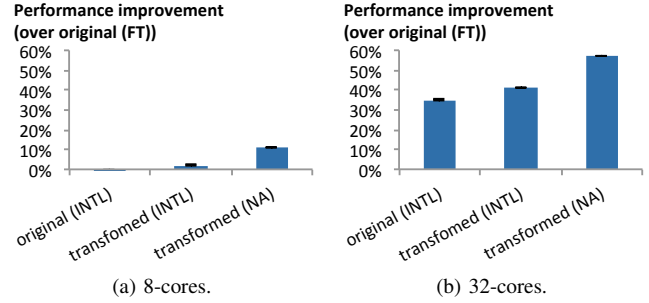 Performance improvement
(over original (FT))
60%
50%
40%
30%
20%
10%
0%
original (INTL)
transfomed (INTL)
transformed (NA)
(a) 8-cores.
Performance improvement
(over original (FT))
60%
50%
40%
30%
20%
10%
0%
original (INTL)
transfomed (INTL)
transformed (NA)
(b) 32-cores.